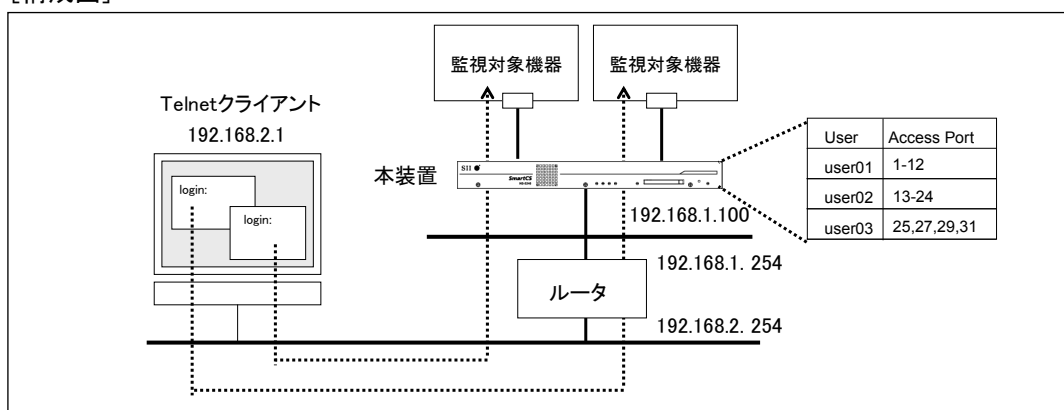 監視対象機器
監視対象機器
Telnetクライアント
192.168.2.1
login:
login:
本装置
SII
SmartCS
192.168.1.100
User Access Port
user01 1-12
user02 13-24
user03 25,27,29,31
192.168.1. 254
ルータ
192.168.2. 254